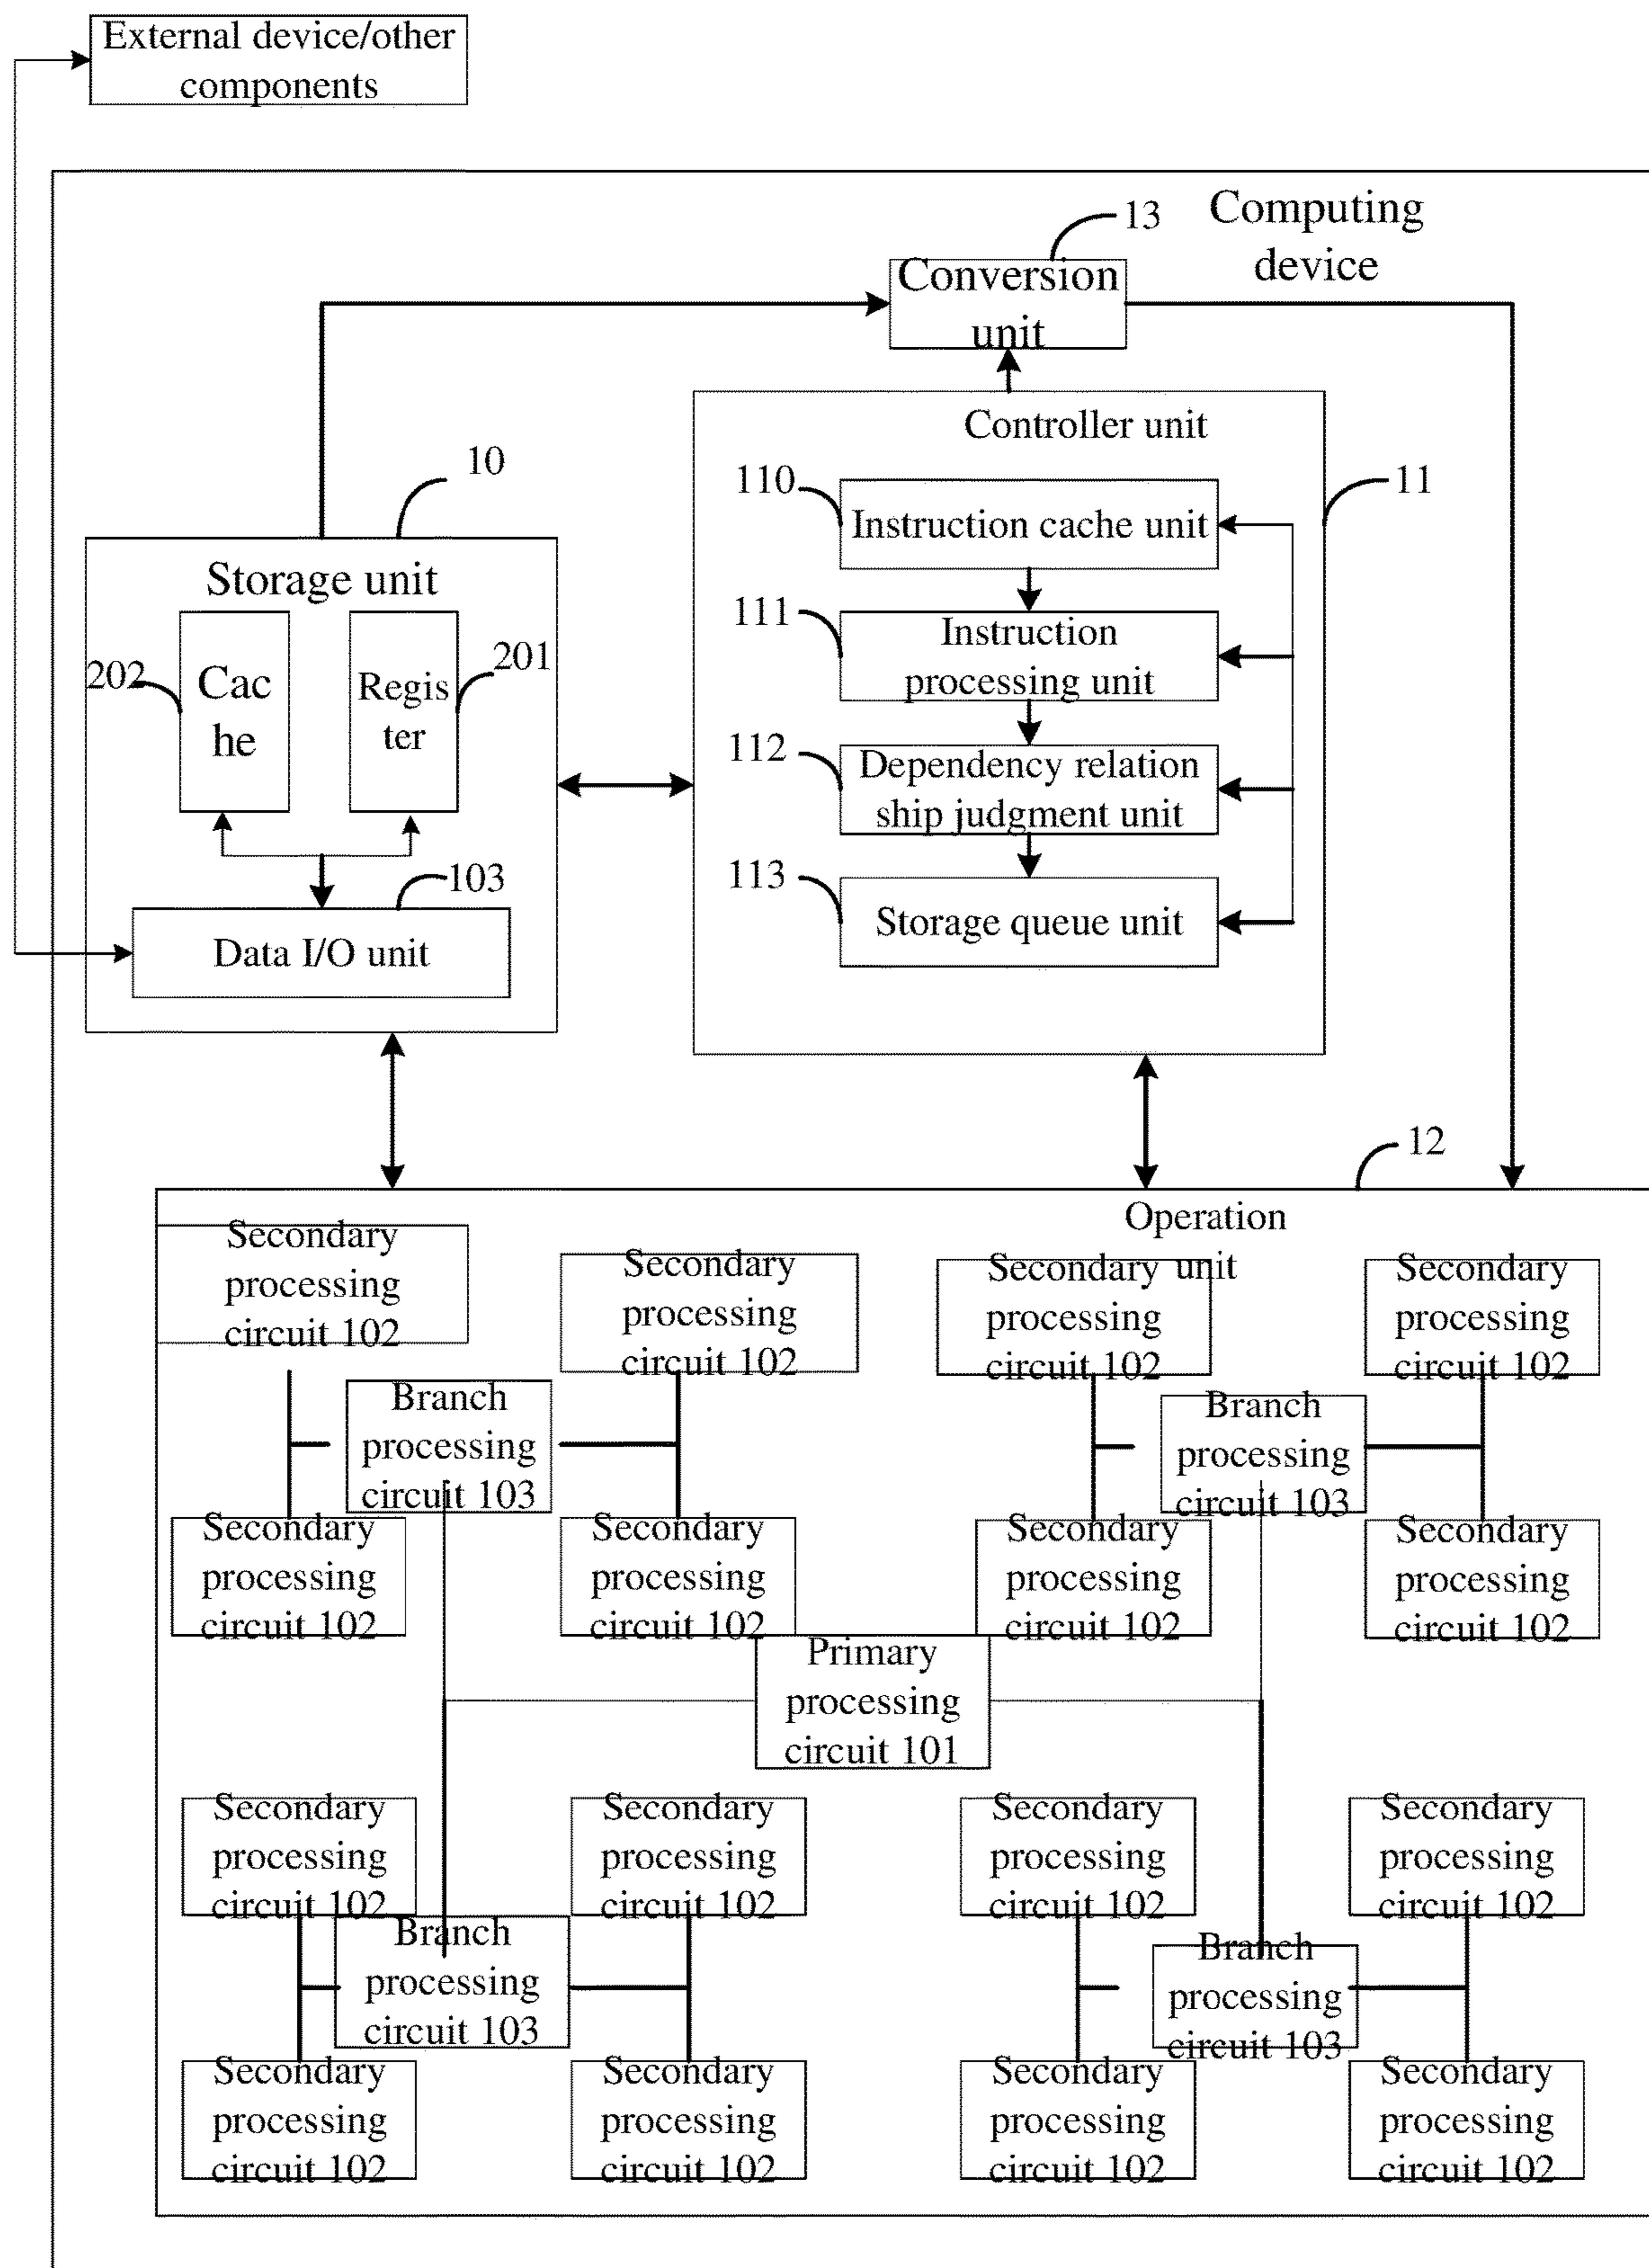 External device/other
components
13
Computing
device
Conversion
unit
Controller unit
10
110
11
Instruction cache unit
Storage unit
111
Instruction
processing unit
202
Cac
he
Regis
ter
201
112
Dependency relation
ship judgment unit
103
113
Storage queue unit
Data I/O unit
12
Operation
unit
Secondary
processing
circuit 102
Secondary
processing
circuit 102
Secondary
processing
circuit 102
Secondary
processing
circuit 102
Branch
processing
circuit 103
Branch
processing
circuit 103
Secondary
processing
circuit 102
Secondary
processing
circuit 102
Secondary
processing
circuit 102
Secondary
processing
circuit 102
Primary
processing
circuit 101
Secondary
processing
circuit 102
Secondary
processing
circuit 102
Secondary
processing
circuit 102
Secondary
processing
circuit 102
Branch
processing
circuit 103
Branch
processing
circuit 103
Secondary
processing
circuit 102
Secondary
processing
circuit 102
Secondary
processing
circuit 102
Secondary
processing
circuit 102